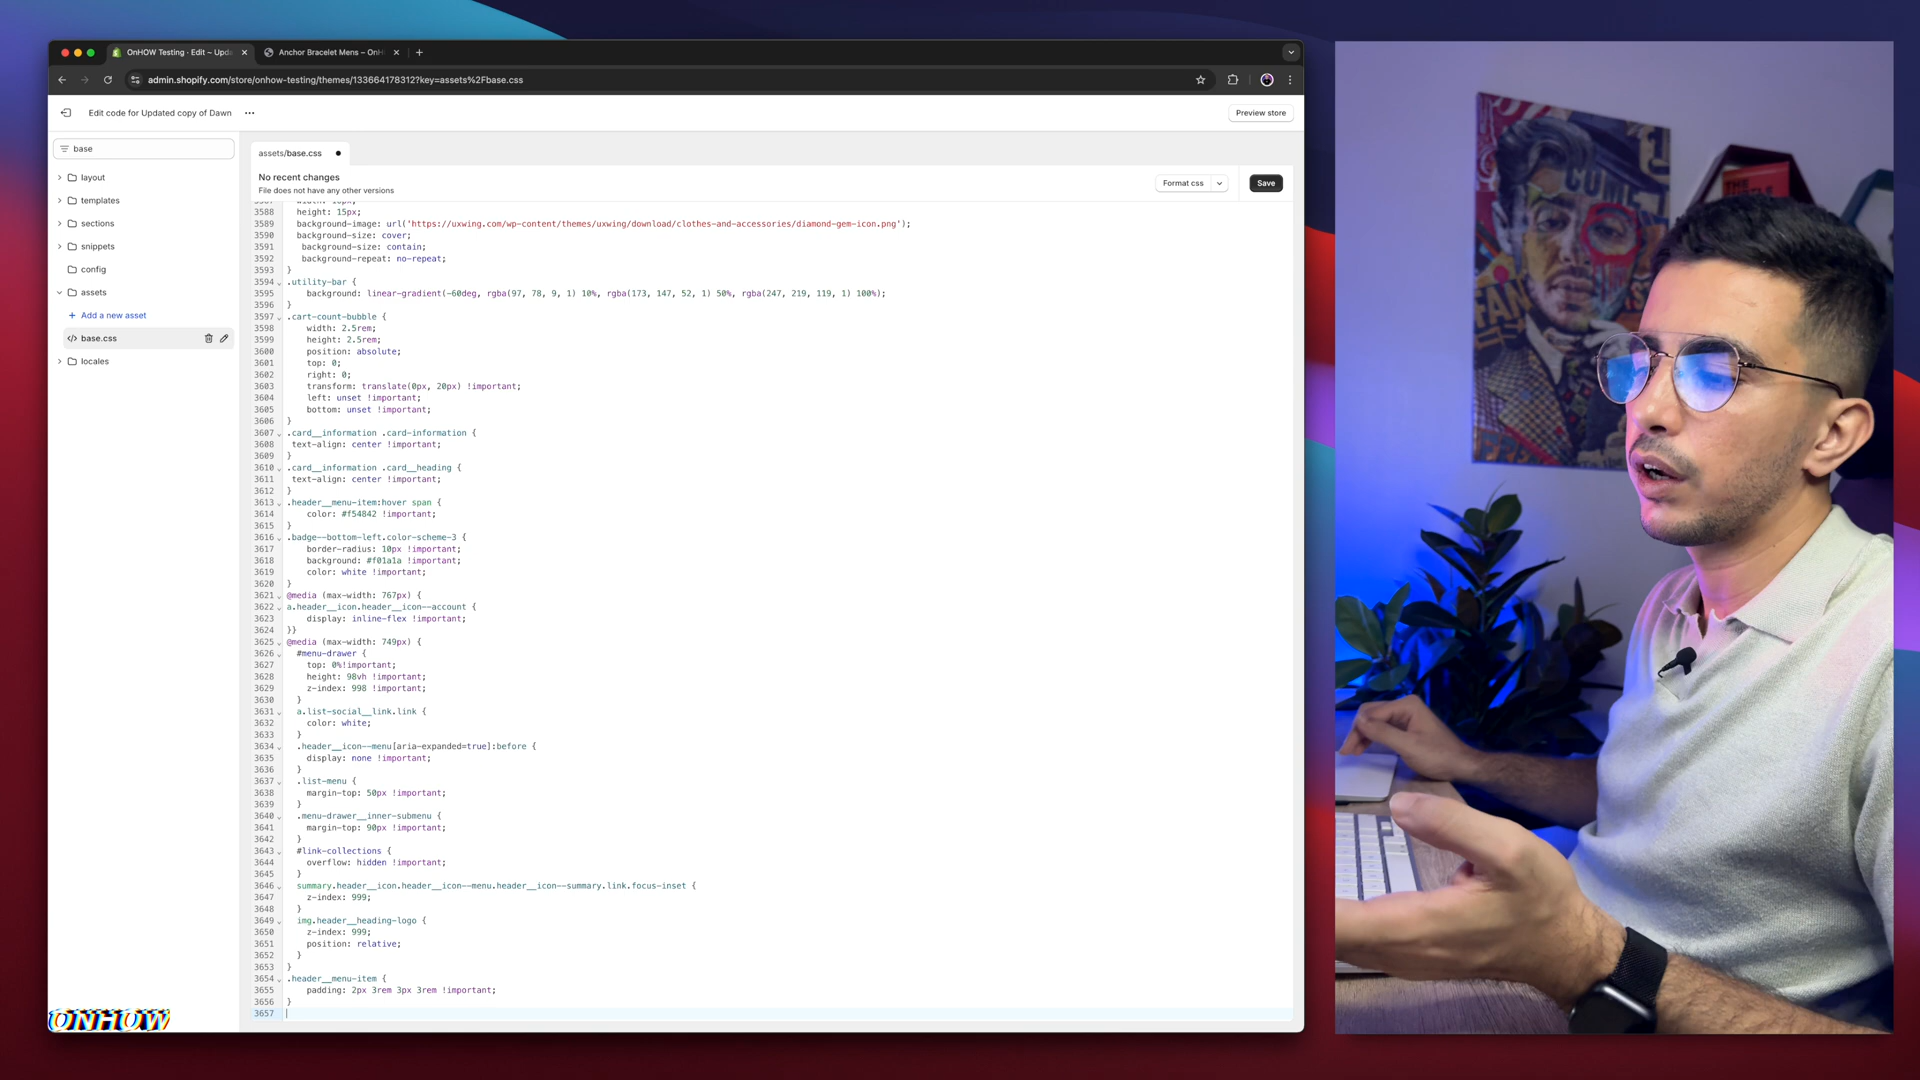 OnHOW Testing · Edit ~ Upda
Anchor Bracelet Mens – OnH
admin.shopify.com/store/onhow-testing/themes/133664178312?key=assets%2Fbase.css
Edit code for Updated copy of Dawn
Preview store
base
layout
templates
sections
snippets
config
assets
Add a new asset
base.css
locales
assets/base.css
No recent changes
File does not have any other versions
Format css
Save
3588 height: 15px;
3589 background-image: url('https://uxwing.com/wp-content/themes/uxwing/download/clothes-and-accessories/diamond-gem-icon.png');
3590 background-size: cover;
3591 background-size: contain;
3592 background-repeat: no-repeat;
3593 }
3594 .utility-bar {
3595 background: linear-gradient(-60deg, rgba(97, 78, 9, 1) 10%, rgba(173, 147, 52, 1) 50%, rgba(247, 219, 119, 1) 100%);
3596 }
3597 .cart-count-bubble {
3598 width: 2.5rem;
3599 height: 2.5rem;
3600 position: absolute;
3601 top: 0;
3602 right: 0;
3603 transform: translate(0px, 20px) !important;
3604 left: unset !important;
3605 bottom: unset !important;
3606 }
3607 .card__information .card-information {
3608 text-align: center !important;
3609 }
3610 .card__information .card__heading {
3611 text-align: center !important;
3612 }
3613 .header__menu-item:hover span {
3614 color: #f54842 !important;
3615 }
3616 .badge--bottom-left.color-scheme-3 {
3617 border-radius: 10px !important;
3618 background: #f01a1a !important;
3619 color: white !important;
3620 }
3621 @media (max-width: 767px) {
3622 a.header__icon.header__icon--account {
3623 display: inline-flex !important;
3624 }}
3625 @media (max-width: 749px) {
3626 #menu-drawer {
3627 top: 0%!important;
3628 height: 98vh !important;
3629 z-index: 998 !important;
3630 }
3631 a.list-social__link.link {
3632 color: white;
3633 }
3634 .header__icon--menu[aria-expanded=true]:before {
3635 display: none !important;
3636 }
3637 .list-menu {
3638 margin-top: 50px !important;
3639 }
3640 .menu-drawer__inner-submenu {
3641 margin-top: 90px !important;
3642 }
3643 #link-collections {
3644 overflow: hidden !important;
3645 }
3646 summary.header__icon.header__icon--menu.header__icon--summary.link.focus-inset {
3647 z-index: 999;
3648 }
3649 img.header__heading-logo {
3650 z-index: 999;
3651 position: relative;
3652 }
3653 }
3654 .header__menu-item {
3655 padding: 2px 3rem 3px 3rem !important;
3656 }
3657
ONHOW